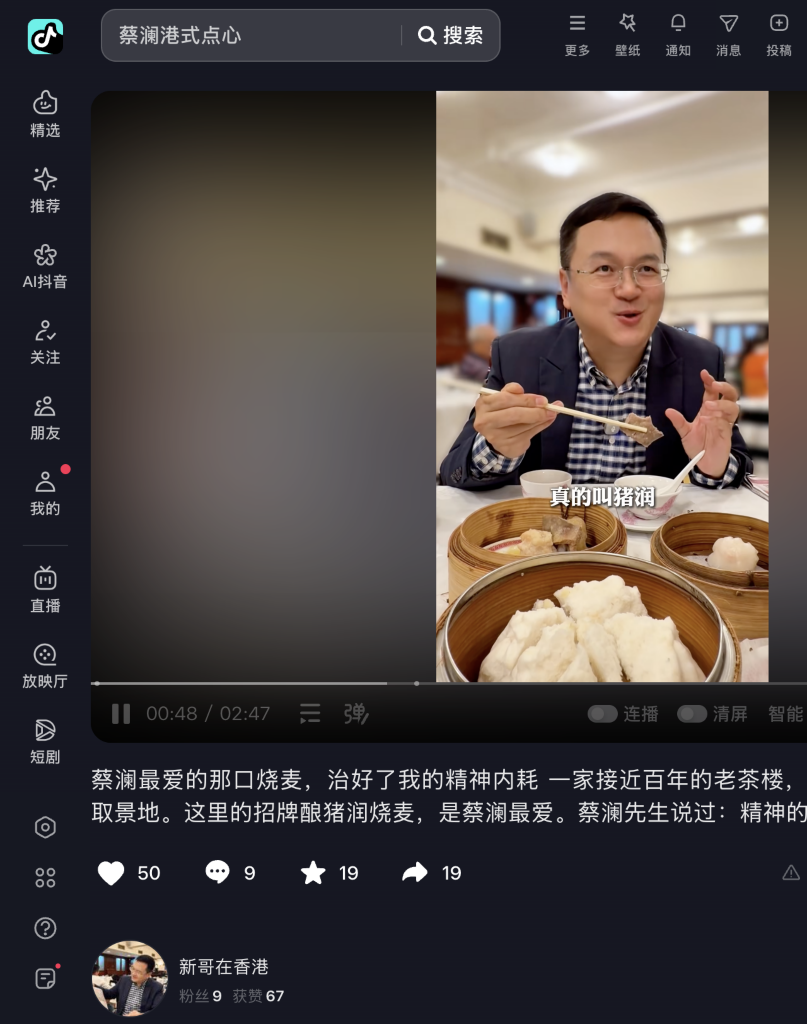 蔡澜港式点心
搜索
更多
壁纸
通知
消息
投稿
精选
推荐
AI抖音
关注
朋友
我的
直播
放映厅
短剧
真的叫猪润
00:48 / 02:47
弹
连播
清屏
智能
蔡澜最爱的那口烧麦，治好了我的精神内耗 一家接近百年的老茶楼，
取景地。这里的招牌酿猪润烧麦，是蔡澜最爱。蔡澜先生说过：精神的
50
9
19
19
新哥在香港
粉丝9 获赞67